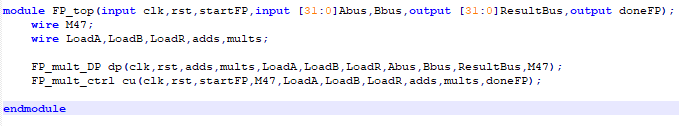 module FP_top(input clk,rst,startFP,input [31:0]Abus,Bbus,output [31:0]ResultBus,output doneFP);
wire M47;
wire LoadA,LoadB,LoadR,adds,mults;
FP_mult_DP dp(clk,rst,adds,mults,LoadA,LoadB,LoadR,Abus,Bbus,ResultBus,M47);
FP_mult_ctrl cu(clk,rst,startFP,M47,LoadA,LoadB,LoadR,adds,mults,doneFP);
endmodule